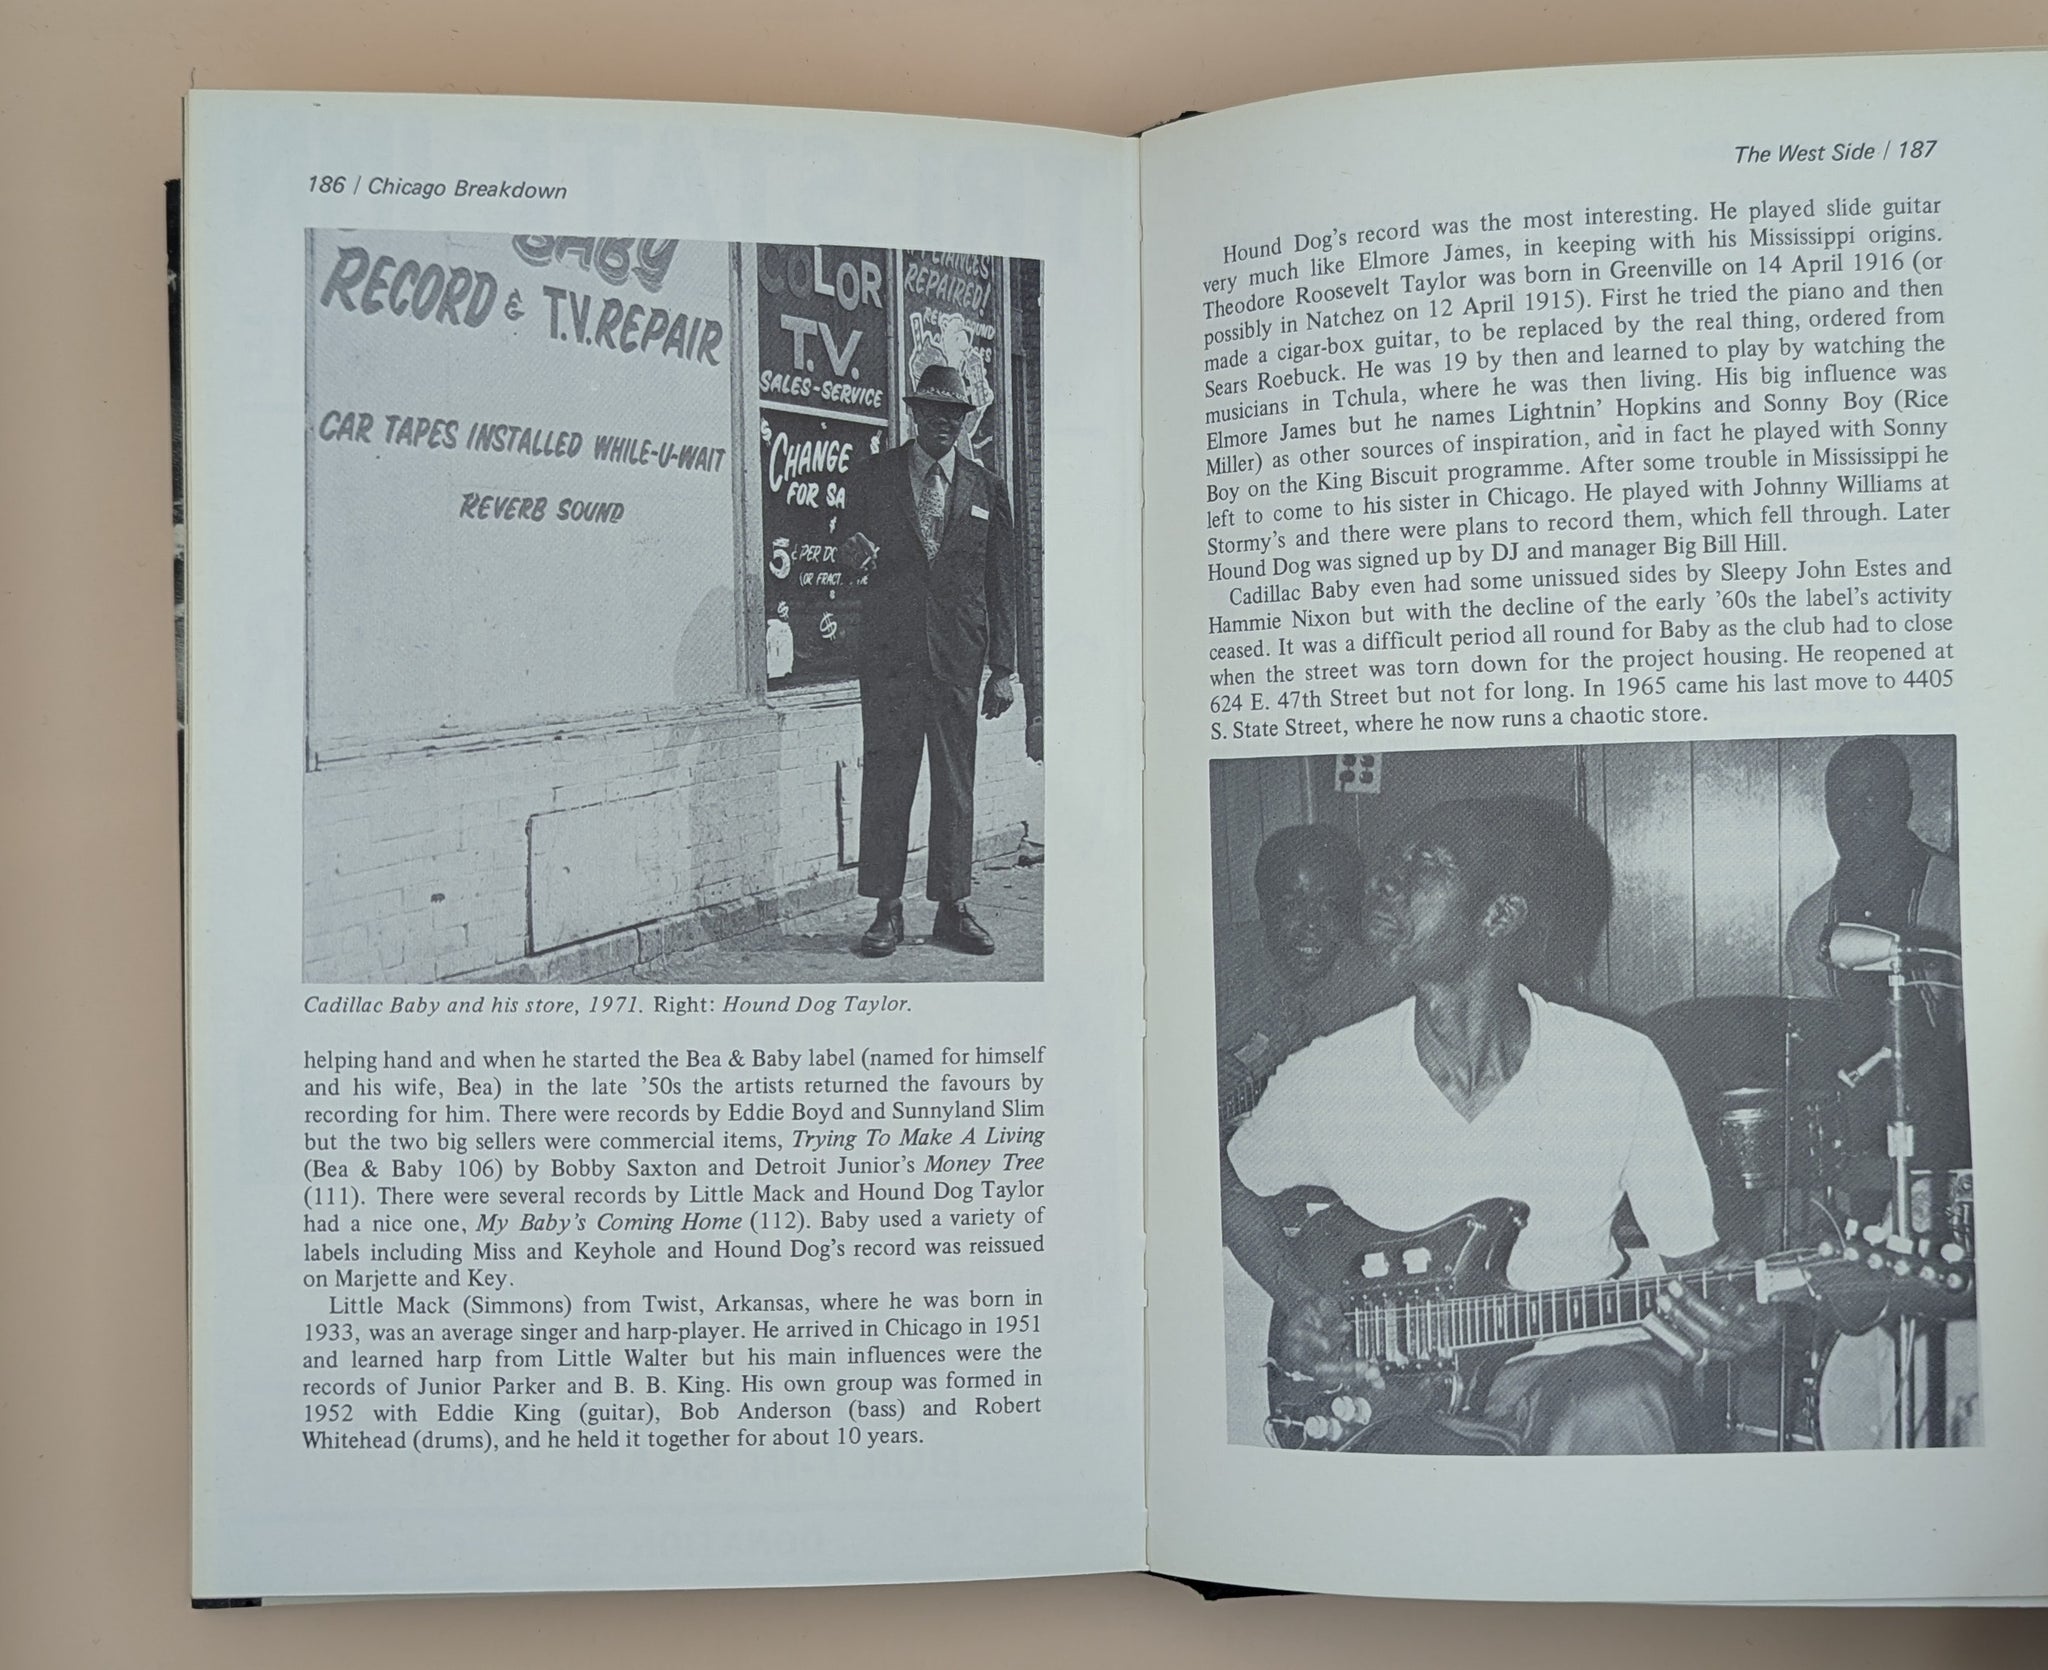 186 / Chicago Breakdown
BABY
RECORD & T.V. REPAIR
CAR TAPES INSTALLED WHILE-U-WAIT
REVERB SOUND
COLOR
T.V.
SALES-SERVICE
CHANGE
FOR SA
5¢ PER DO
(OR FRACT.
REPAIRED!
Cadillac Baby and his store, 1971. Right: Hound Dog Taylor.
helping hand and when he started the Bea & Baby label (named for himself
and his wife, Bea) in the late '50s the artists returned the favours by
recording for him. There were records by Eddie Boyd and Sunnyland Slim
but the two big sellers were commercial items, Trying To Make A Living
(Bea & Baby 106) by Bobby Saxton and Detroit Junior's Money Tree
(111). There were several records by Little Mack and Hound Dog Taylor
had a nice one, My Baby's Coming Home (112). Baby used a variety of
labels including Miss and Keyhole and Hound Dog's record was reissued
on Marjette and Key.
Little Mack (Simmons) from Twist, Arkansas, where he was born in
1933, was an average singer and harp-player. He arrived in Chicago in 1951
and learned harp from Little Walter but his main influences were the
records of Junior Parker and B. B. King. His own group was formed in
1952 with Eddie King (guitar), Bob Anderson (bass) and Robert
Whitehead (drums), and he held it together for about 10 years.
The West Side / 187
Hound Dog's record was the most interesting. He played slide guitar
very much like Elmore James, in keeping with his Mississippi origins.
Theodore Roosevelt Taylor was born in Greenville on 14 April 1916 (or
possibly in Natchez on 12 April 1915). First he tried the piano and then
made a cigar-box guitar, to be replaced by the real thing, ordered from
Sears Roebuck. He was 19 by then and learned to play by watching the
musicians in Tchula, where he was then living. His big influence was
Elmore James but he names Lightnin' Hopkins and Sonny Boy (Rice
Miller) as other sources of inspiration, and in fact he played with Sonny
Boy on the King Biscuit programme. After some trouble in Mississippi he
left to come to his sister in Chicago. He played with Johnny Williams at
Stormy's and there were plans to record them, which fell through. Later
Hound Dog was signed up by DJ and manager Big Bill Hill.
Cadillac Baby even had some unissued sides by Sleepy John Estes and
Hammie Nixon but with the decline of the early '60s the label's activity
ceased. It was a difficult period all round for Baby as the club had to close
when the street was torn down for the project housing. He reopened at
624 E. 47th Street but not for long. In 1965 came his last move to 4405
S. State Street, where he now runs a chaotic store.